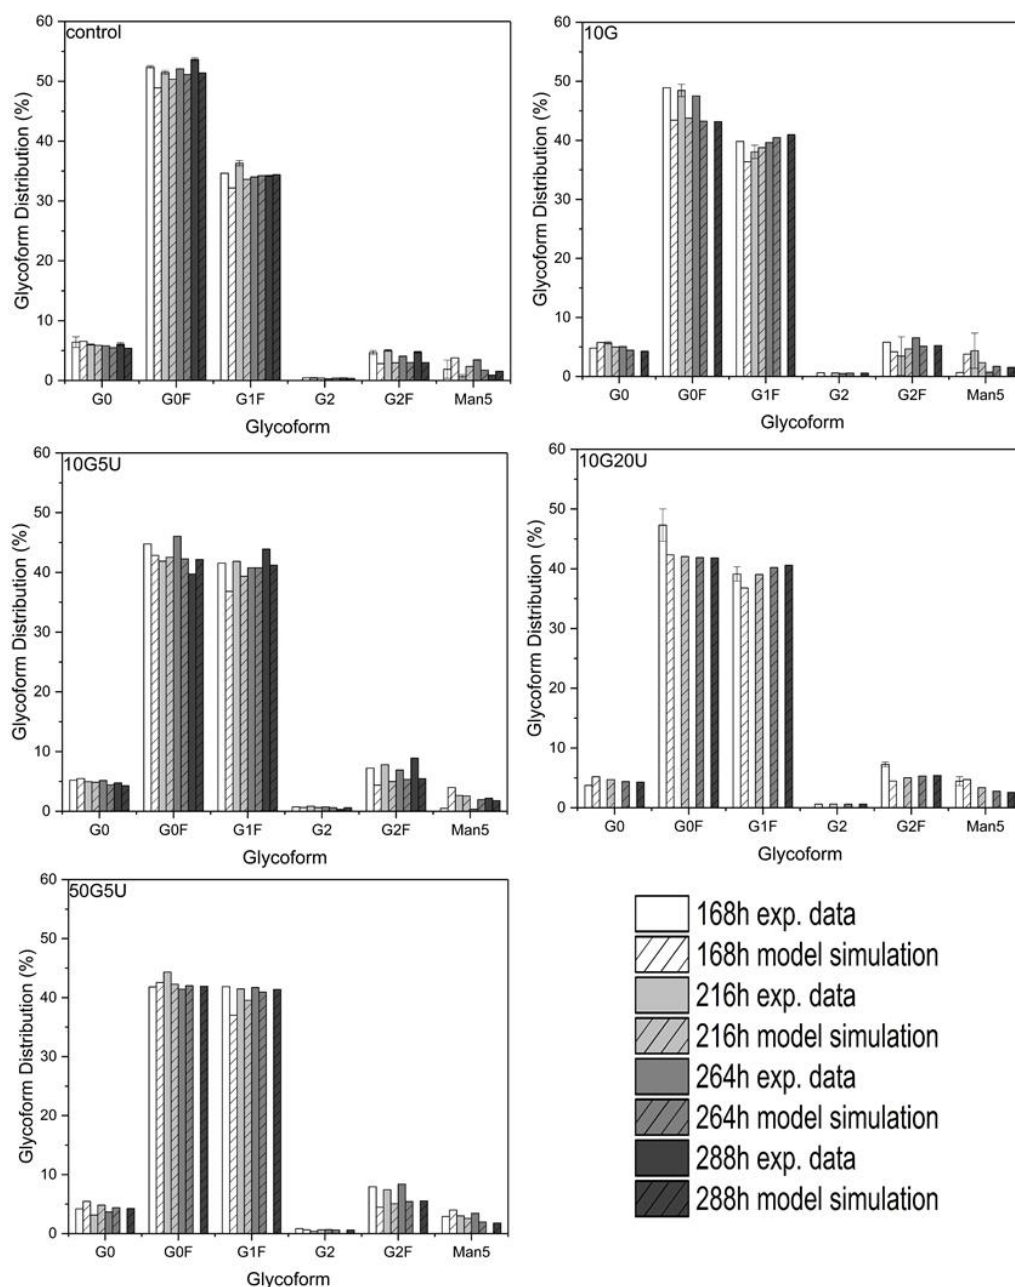 control
Glycoform Distribution (%)
60
50
40
30
20
10
0
G0 G0F G1F G2 G2F Man5
Glycoform
10G
Glycoform Distribution (%)
60
50
40
30
20
10
0
G0 G0F G1F G2 G2F Man5
Glycoform
10G5U
Glycoform Distribution (%)
60
50
40
30
20
10
0
G0 G0F G1F G2 G2F Man5
Glycoform
10G20U
Glycoform Distribution (%)
60
50
40
30
20
10
0
G0 G0F G1F G2 G2F Man5
Glycoform
50G5U
Glycoform Distribution (%)
60
50
40
30
20
10
0
G0 G0F G1F G2 G2F Man5
Glycoform
168h exp. data
168h model simulation
216h exp. data
216h model simulation
264h exp. data
264h model simulation
288h exp. data
288h model simulation